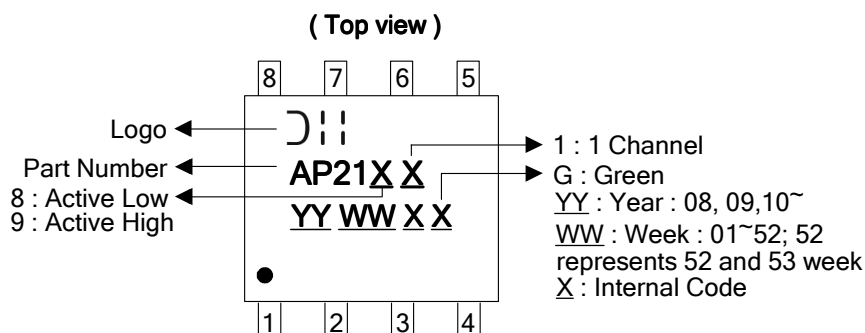 ( Top view )
8 7 6 5
Logo
Part Number
8 : Active Low
9 : Active High
AP21X X
YY WW X X
1 : 1 Channel
G : Green
YY : Year : 08, 09,10~
WW : Week : 01~52; 52
represents 52 and 53 week
X : Internal Code
1 2 3 4